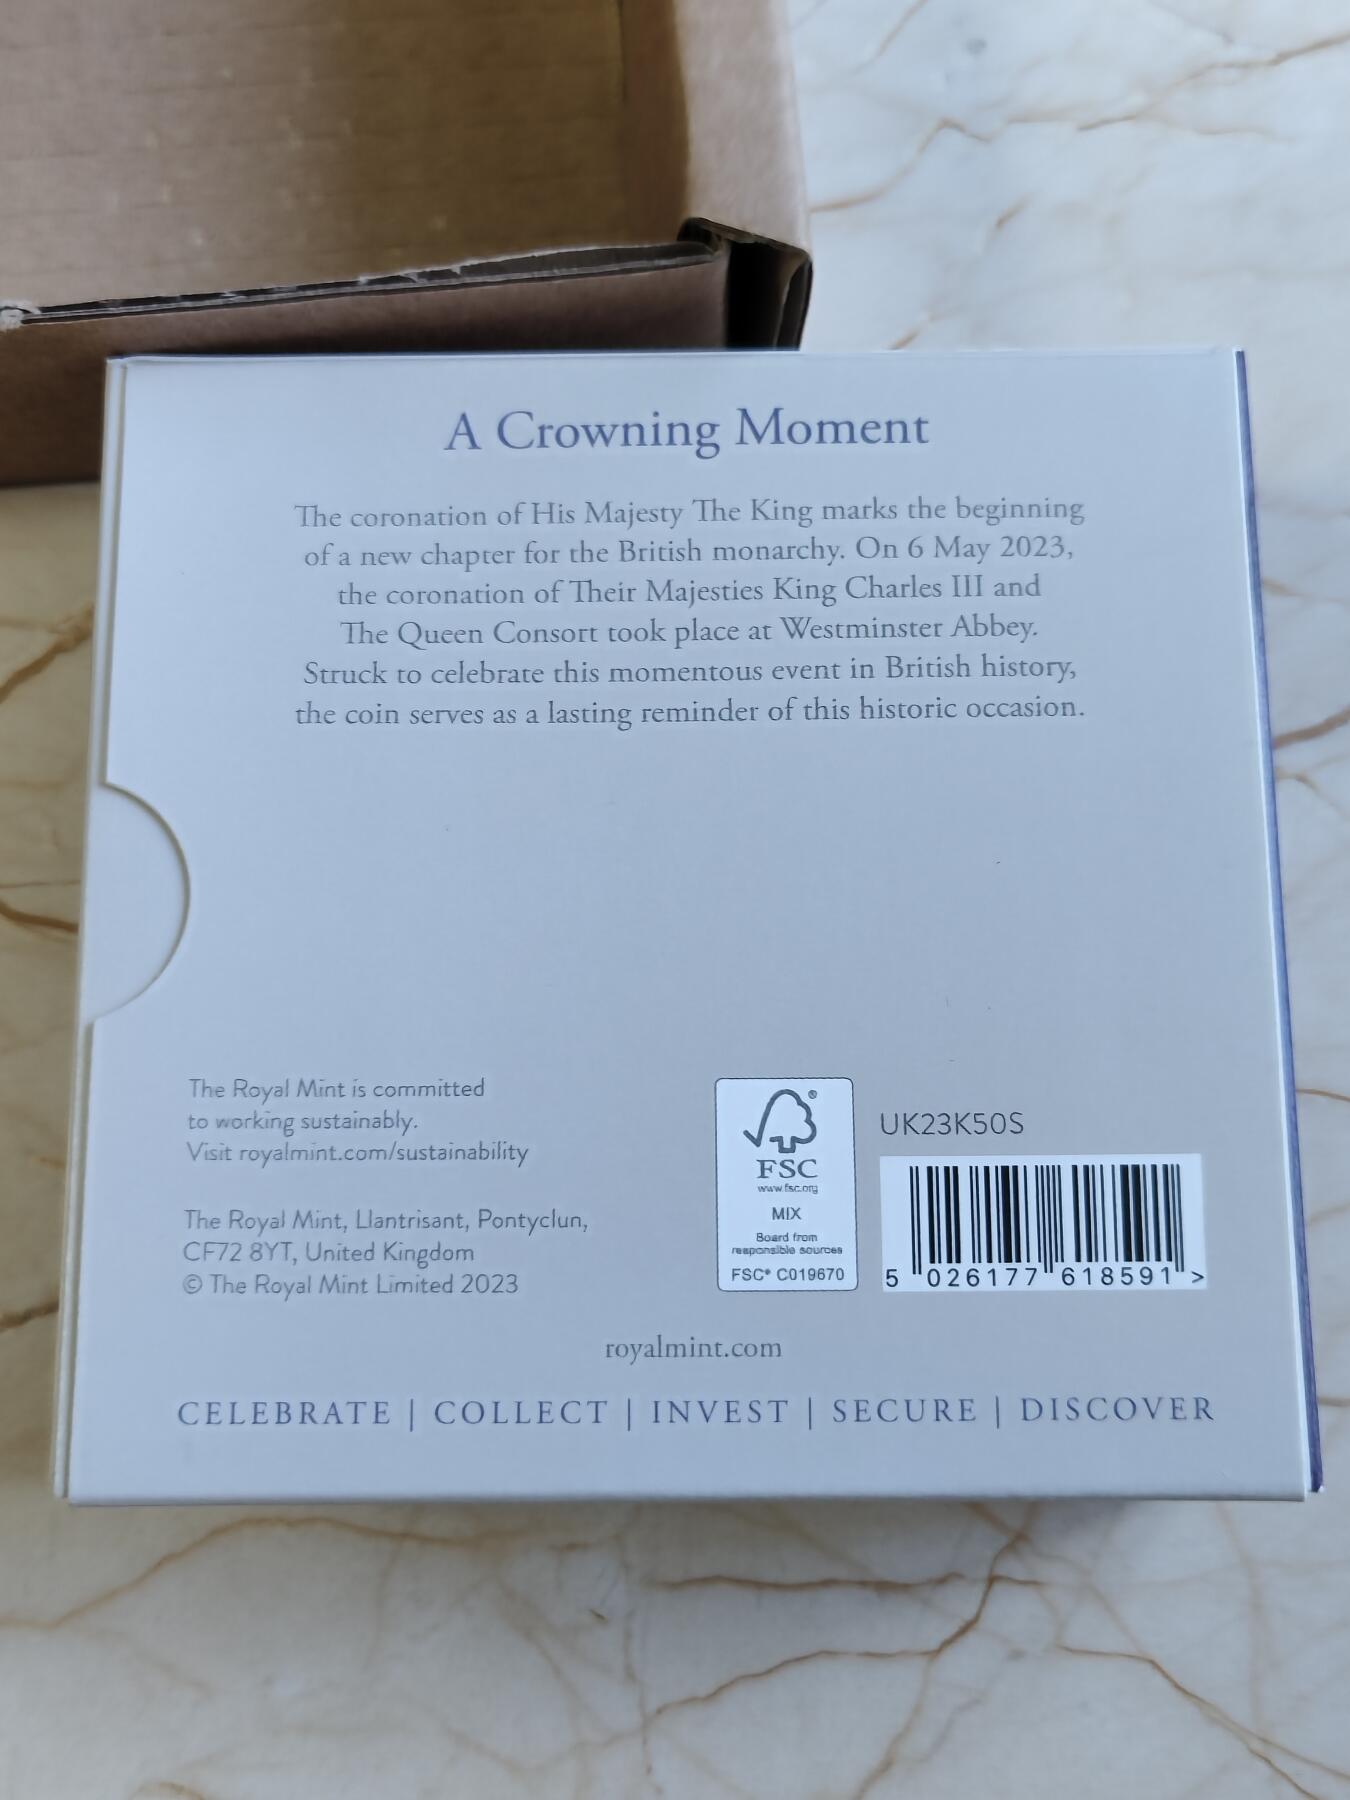 A Crowning Moment
The coronation of His Majesty The King marks the beginning
of a new chapter for the British monarchy. On 6 May 2023,
the coronation of Their Majesties King Charles III and
The Queen Consort took place at Westminster Abbey.
Struck to celebrate this momentous event in British history,
the coin serves as a lasting reminder of this historic occasion.
The Royal Mint is committed
to working sustainably.
Visit royalmint.com/sustainability
The Royal Mint, Llantrisant, Pontyclun,
CF72 8YT, United Kingdom
© The Royal Mint Limited 2023
®
FSC
www.fsc.org
MIX
Board from
responsible sources
FSC® C019670
UK23K50S
5 026177 618591 >
royalmint.com
CELEBRATE | COLLECT | INVEST | SECURE | DISCOVER